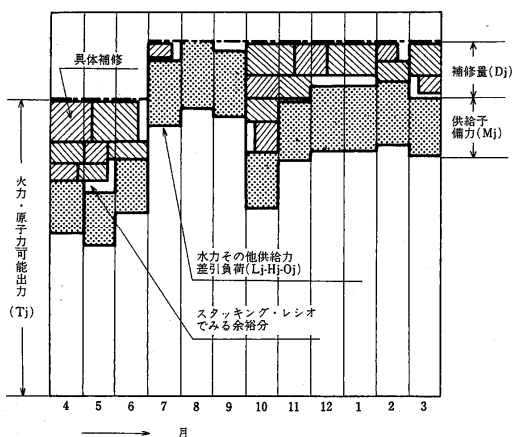 具体補修
補修量(Dj)
供給予
備力(Mj)
火力・原子力可能出力
(Tj)
水力その他供給力
差引負荷(Lj-Hj-Oj)
スタッキング・レシオ
でみる余裕分
4 5 6 7 8 9 10 11 12 1 2 3
月